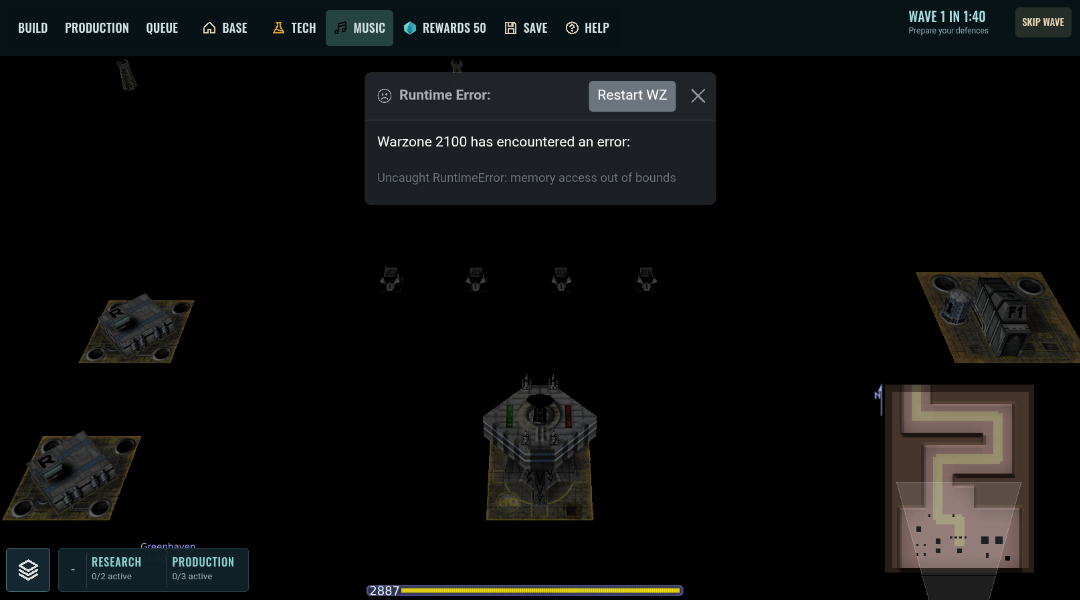 BUILD PRODUCTION QUEUE BASE TECH MUSIC REWARDS 50 SAVE HELP
WAVE 1 IN 1:40
Prepare your defences
SKIP WAVE
Runtime Error:
Restart WZ
Warzone 2100 has encountered an error:
Uncaught RuntimeError: memory access out of bounds
R
F1
N
R
HQ
Greenhaven
-
RESEARCH
0/2 active
PRODUCTION
0/3 active
2887